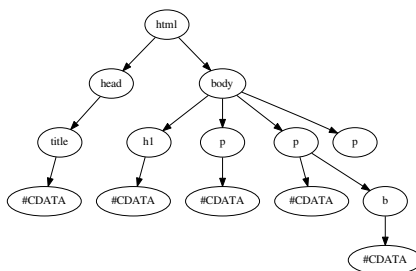 html
head body
title h1 p p p
#CDATA #CDATA #CDATA #CDATA b
#CDATA